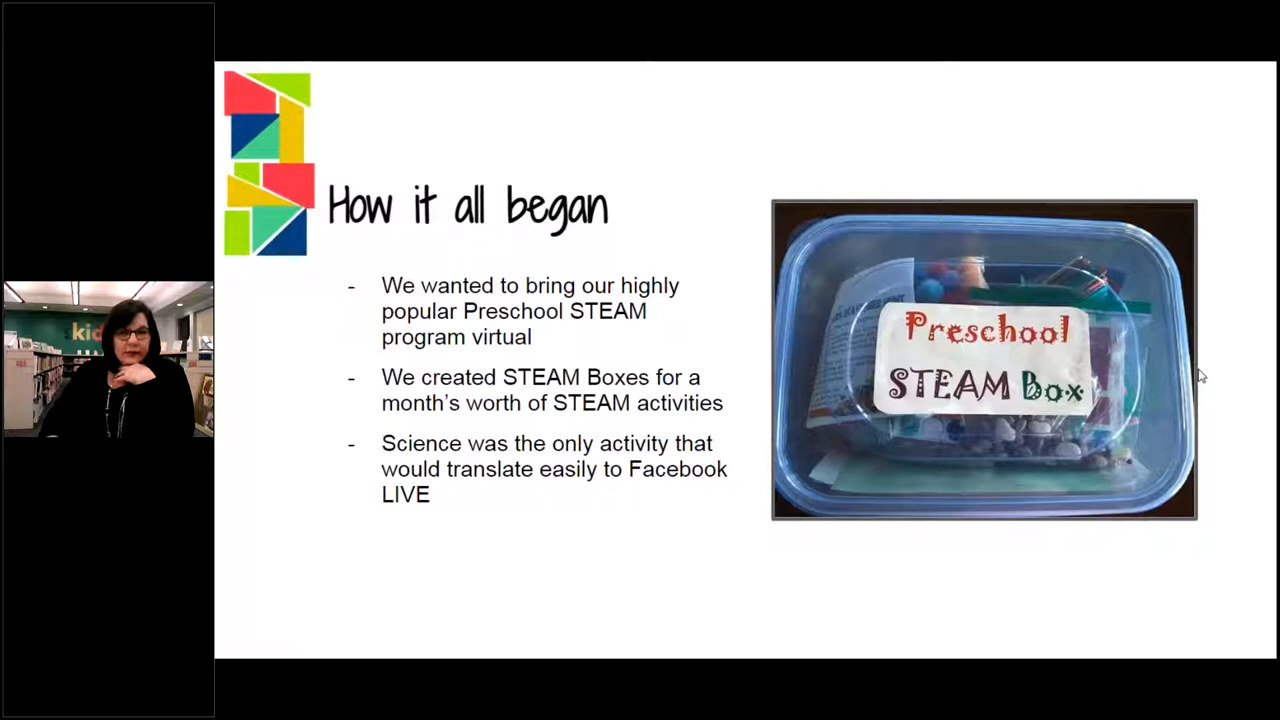 How it all began
- We wanted to bring our highly
popular Preschool STEAM
program virtual
- We created STEAM Boxes for a
month's worth of STEAM activities
- Science was the only activity that
would translate easily to Facebook
LIVE
Preschool
STEAM Box